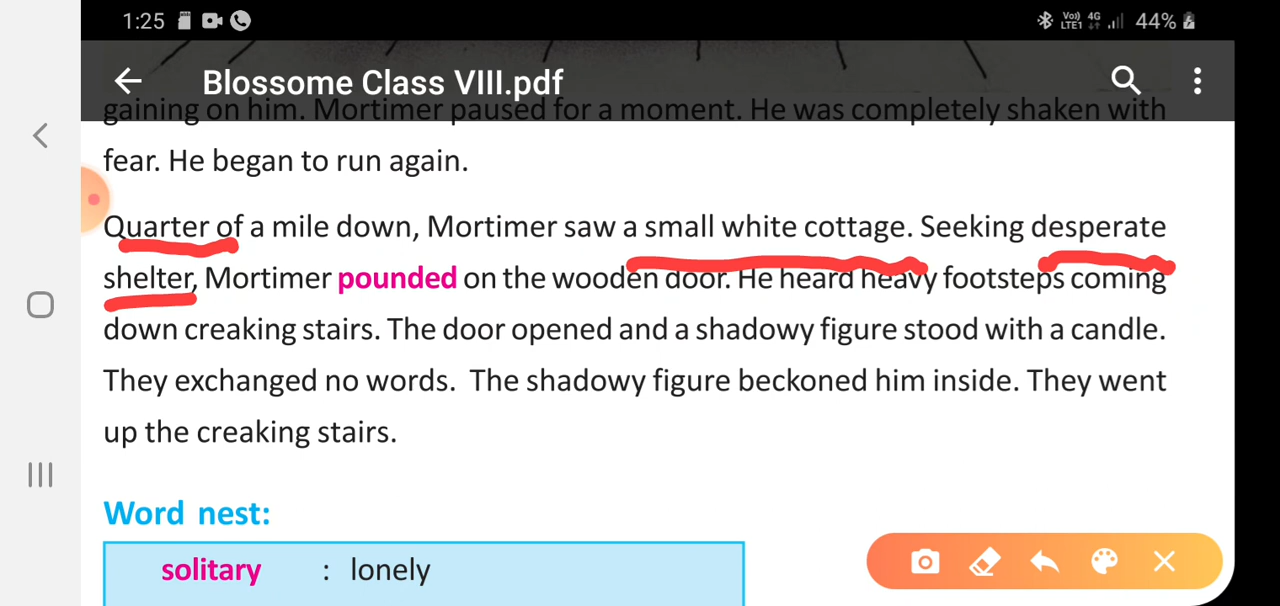 1:25
Vo)) 4G
LTE1
44%
Blossome Class VIII.pdf
gaining on him. Mortimer paused for a moment. He was completely shaken with
fear. He began to run again.
Quarter of a mile down, Mortimer saw a small white cottage. Seeking desperate
shelter, Mortimer pounded on the wooden door. He heard heavy footsteps coming
down creaking stairs. The door opened and a shadowy figure stood with a candle.
They exchanged no words. The shadowy figure beckoned him inside. They went
up the creaking stairs.
Word nest:
solitary : lonely